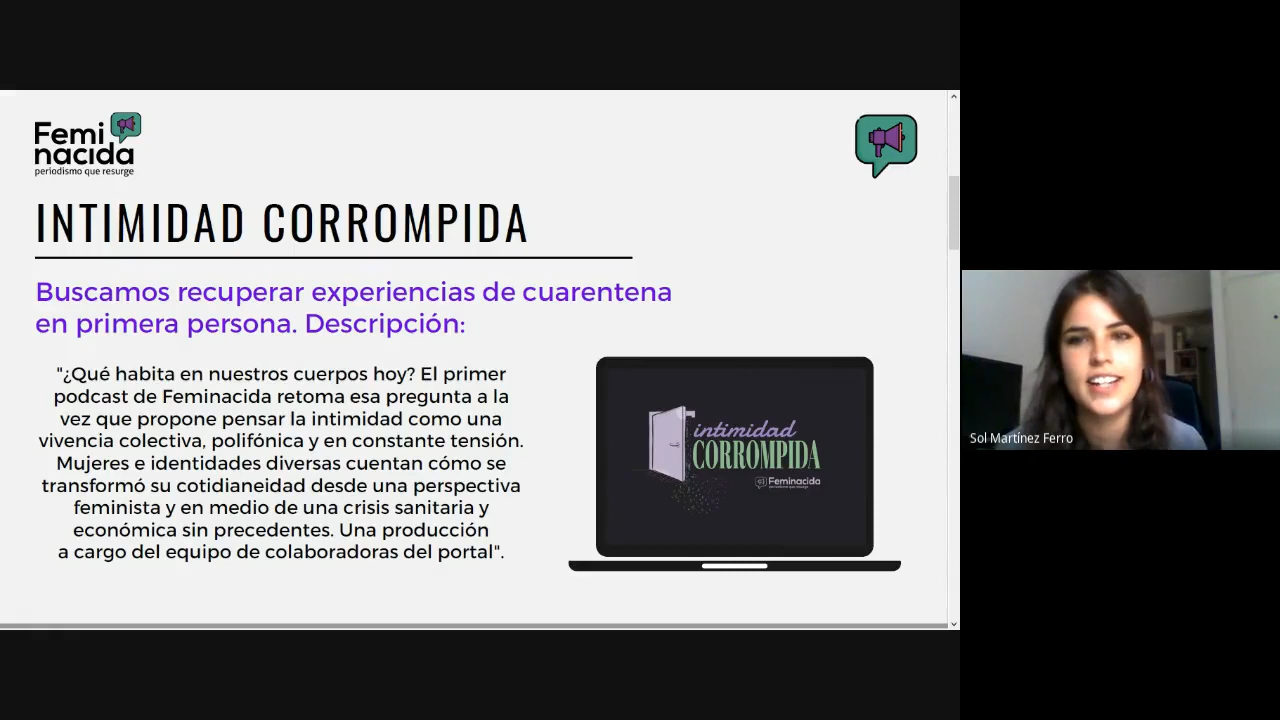 Femi
nacida
periodismo que resurge
INTIMIDAD CORROMPIDA
Buscamos recuperar experiencias de cuarentena
en primera persona. Descripción:
"¿Qué habita en nuestros cuerpos hoy? El primer
podcast de Feminacida retoma esa pregunta a la
vez que propone pensar la intimidad como una
vivencia colectiva, polifónica y en constante tensión.
Mujeres e identidades diversas cuentan cómo se
transformó su cotidianeidad desde una perspectiva
feminista y en medio de una crisis sanitaria y
económica sin precedentes. Una producción
a cargo del equipo de colaboradoras del portal".
intimidad
CORROMPIDA
Feminacida
periodismo que resurge
Sol Martínez Ferro